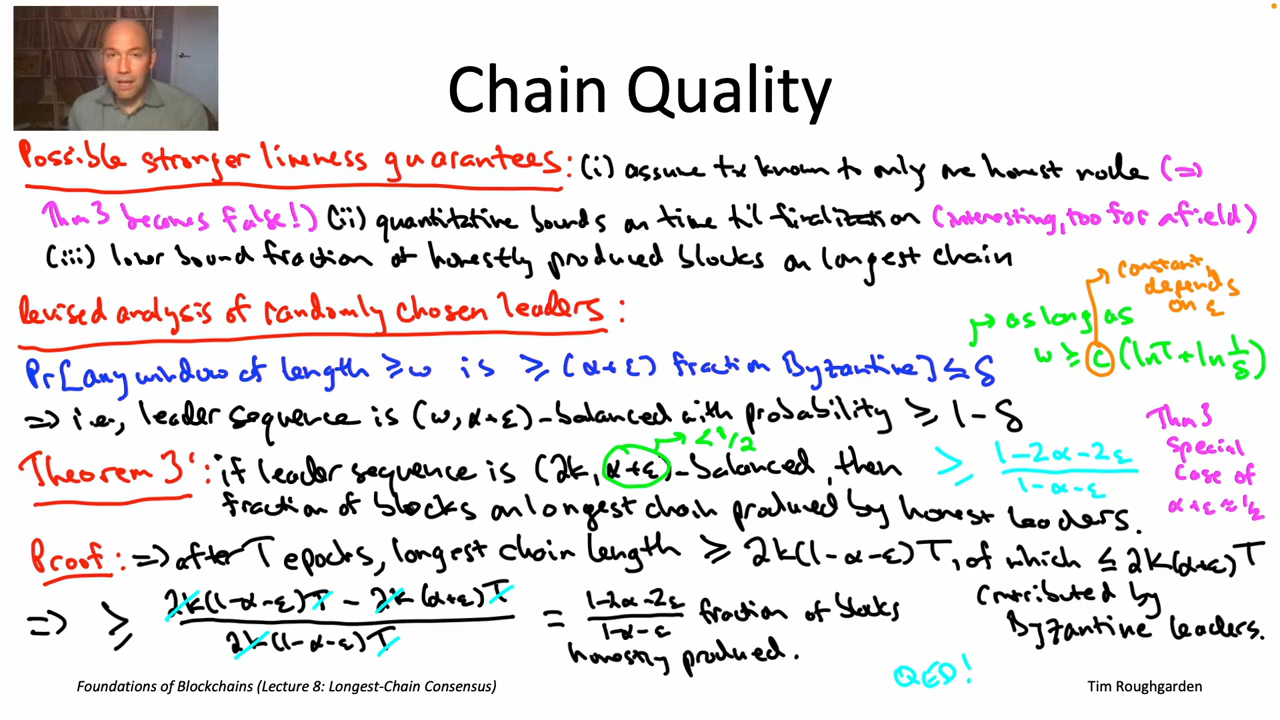 Chain Quality
Possible stronger liveness guarantees: (i) assume tx known to only one honest node (⇒
Thm 3 becomes false!) (ii) quantitative bounds on time til finalization (interesting, too far afield)
(iii) lower bound fraction of honestly produced blocks on longest chain
Revised analysis of randomly chosen leaders:
→ as long as
w ≥ c (ln T + ln 1/δ)
→ constant depends on ε
Pr[any window of length ≥ w is ≥ (α+ε) fraction Byzantine] ≤ δ
⇒ i.e., leader sequence is (w, α+ε)-balanced with probability ≥ 1-δ
→ < 1/2
Theorem 3': if leader sequence is (2k, α+ε)-balanced, then ≥ (1-2α-2ε)/(1-α-ε)
fraction of blocks on longest chain produced by honest leaders.
Thm 3
special
case of
α+ε ≈ 1/2
Proof: ⇒ after T epochs, longest chain length ≥ 2k(1-α-ε)T, of which ≤ 2k(α+ε)T
contributed by
Byzantine leaders.
⇒ ≥ (2k(1-α-ε)T - 2k(α+ε)T)/(2k(1-α-ε)T) = (1-2α-2ε)/(1-α-ε) fraction of blocks
honestly produced.
QED!
Foundations of Blockchains (Lecture 8: Longest-Chain Consensus)
Tim Roughgarden